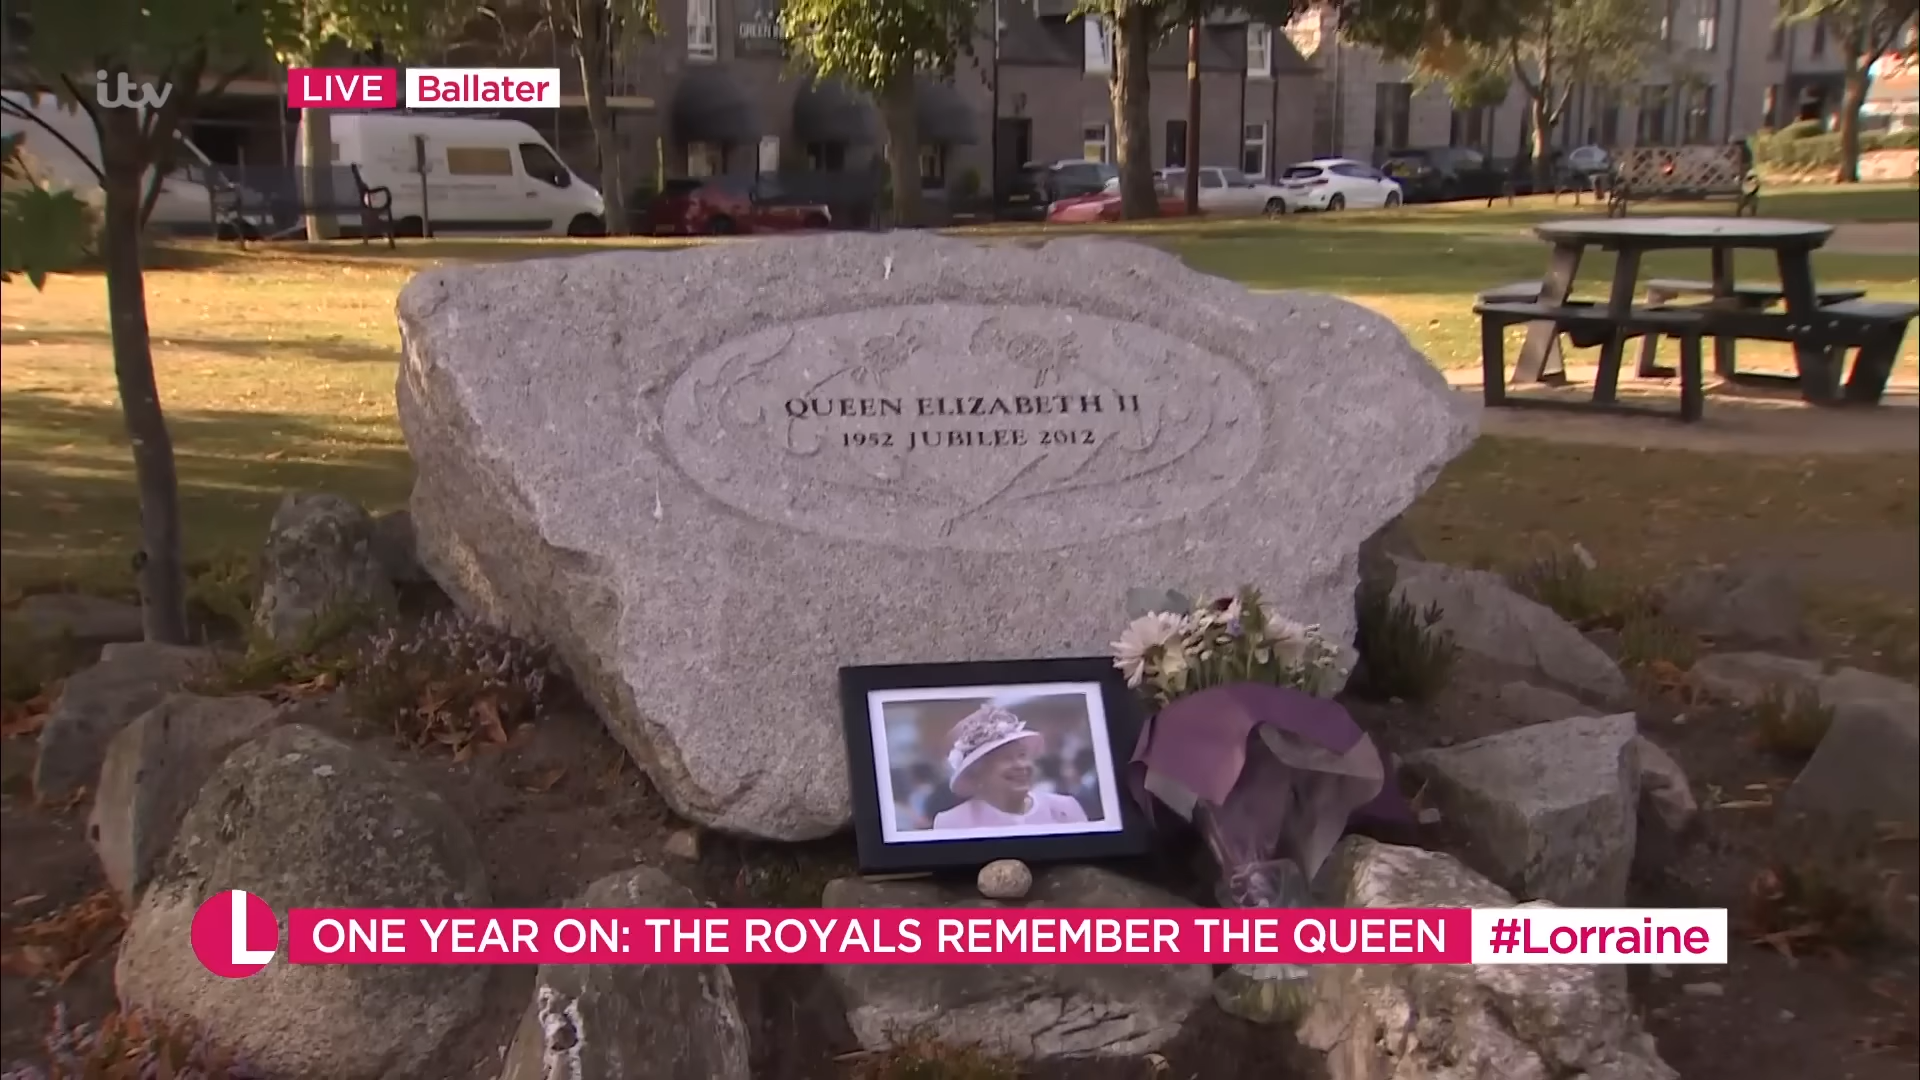 itv
LIVE Ballater
QUEEN ELIZABETH II
1952 JUBILEE 2012
L ONE YEAR ON: THE ROYALS REMEMBER THE QUEEN #Lorraine